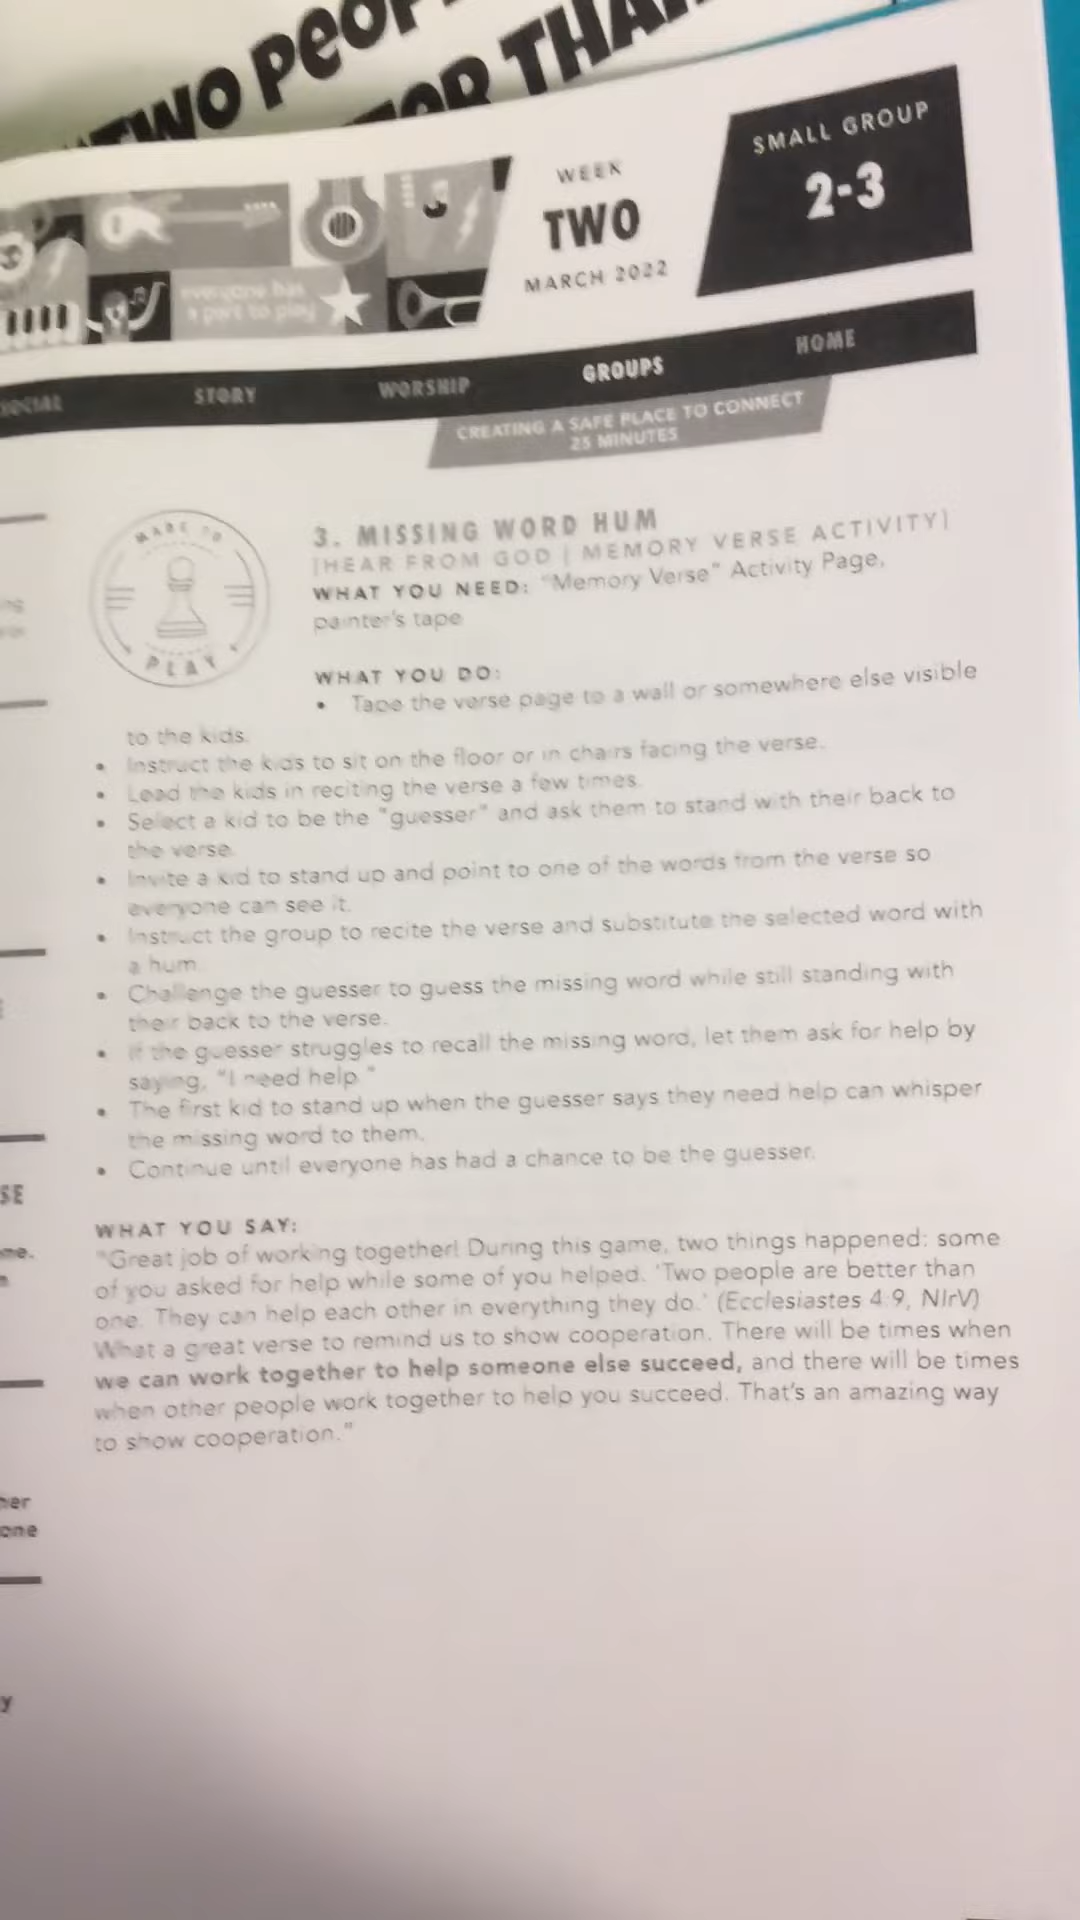 TWO PEOP
FOR THAN
WEEK
TWO
MARCH 2022
SMALL GROUP
2-3
everyone has
a part to play
SOCIAL
STORY
WORSHIP
GROUPS
HOME
CREATING A SAFE PLACE TO CONNECT
25 MINUTES
MADE TO
PLAY
3. MISSING WORD HUM
[HEAR FROM GOD | MEMORY VERSE ACTIVITY]
WHAT YOU NEED: "Memory Verse" Activity Page,
painter's tape
WHAT YOU DO:
• Tape the verse page to a wall or somewhere else visible
to the kids.
• Instruct the kids to sit on the floor or in chairs facing the verse.
• Lead the kids in reciting the verse a few times.
• Select a kid to be the "guesser" and ask them to stand with their back to
the verse.
• Invite a kid to stand up and point to one of the words from the verse so
everyone can see it.
• Instruct the group to recite the verse and substitute the selected word with
a hum.
• Challenge the guesser to guess the missing word while still standing with
their back to the verse.
• If the guesser struggles to recall the missing word, let them ask for help by
saying, "I need help."
• The first kid to stand up when the guesser says they need help can whisper
the missing word to them.
• Continue until everyone has had a chance to be the guesser.
WHAT YOU SAY:
"Great job of working together! During this game, two things happened: some
of you asked for help while some of you helped. 'Two people are better than
one. They can help each other in everything they do.' (Ecclesiastes 4:9, NIrV)
What a great verse to remind us to show cooperation. There will be times when
we can work together to help someone else succeed, and there will be times
when other people work together to help you succeed. That's an amazing way
to show cooperation."
SE
me.
her
one
y